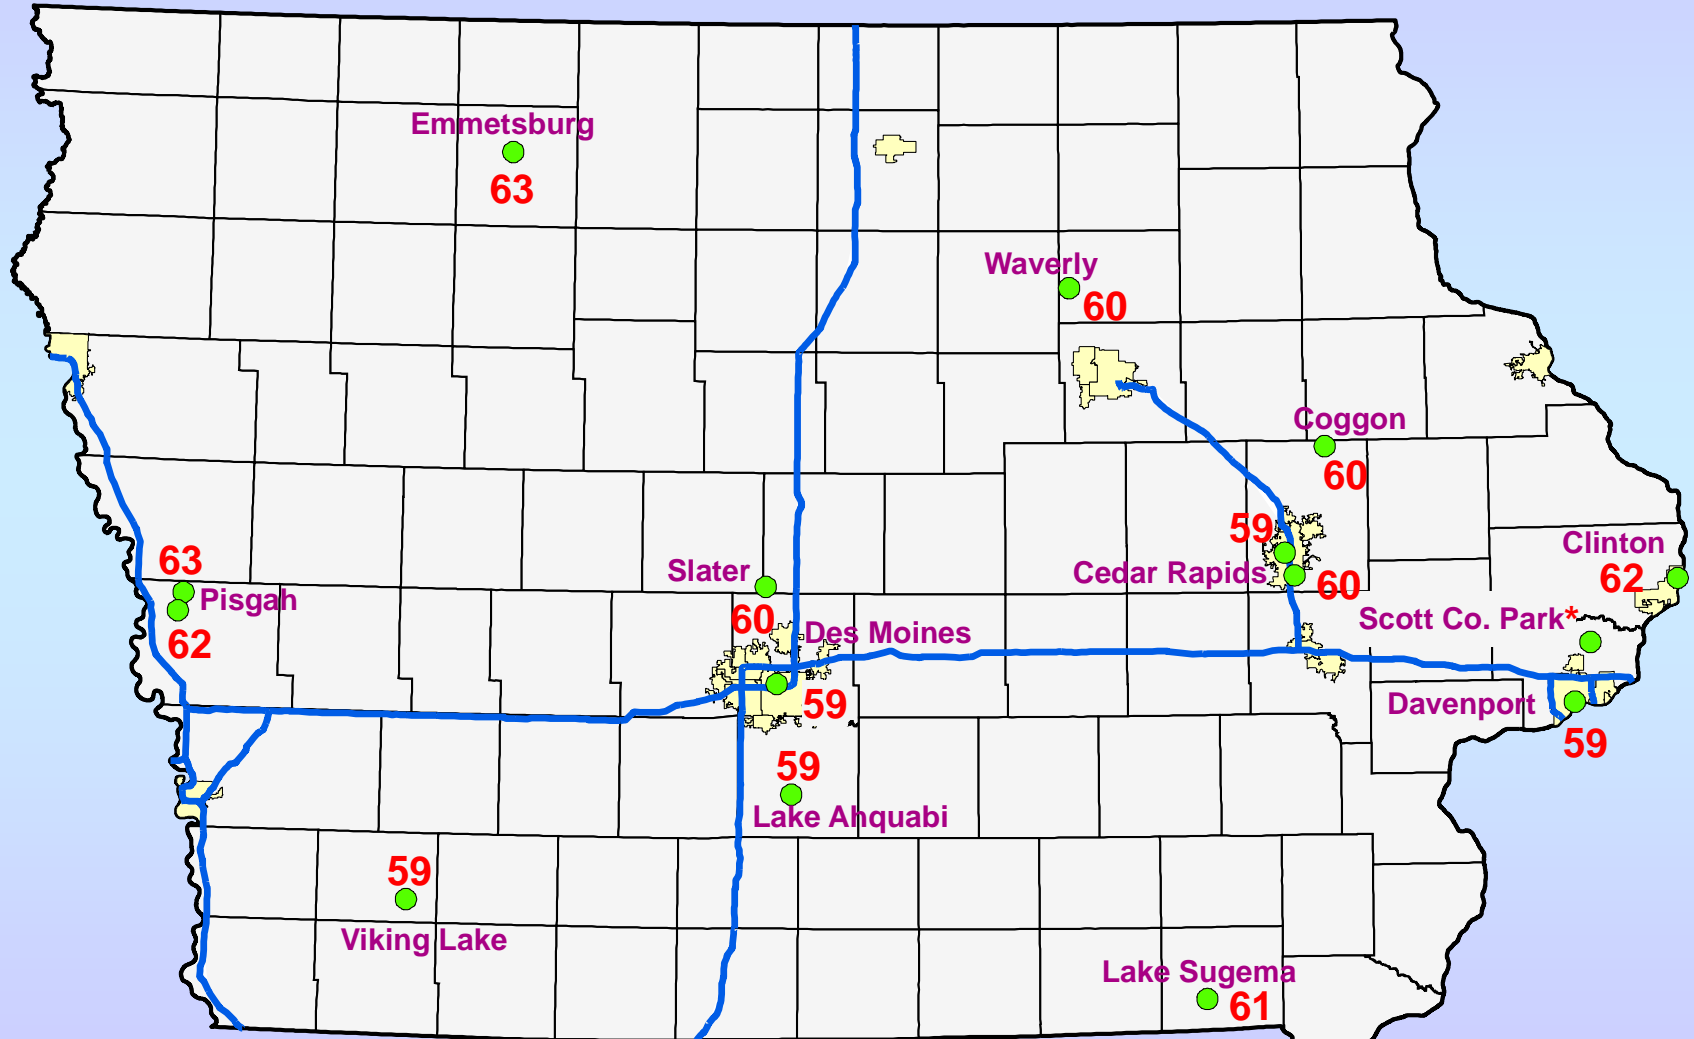 Emmetsburg
63
Waverly
60
Coggon
60
59
Cedar Rapids
60
Clinton
62
Slater
60
63
Pisgah
62
Scott Co. Park*
Des Moines
59
Davenport
59
59
Lake Ahquabi
59
Viking Lake
Lake Sugema
61